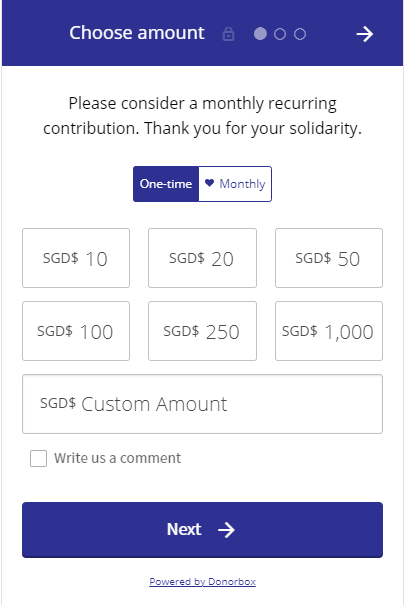 Choose amount
Please consider a monthly recurring
contribution. Thank you for your solidarity.
One-time Monthly
SGD$ 10 SGD$ 20 SGD$ 50
SGD$ 100 SGD$ 250 SGD$ 1,000
SGD$ Custom Amount
Write us a comment
Next
Powered by Donorbox